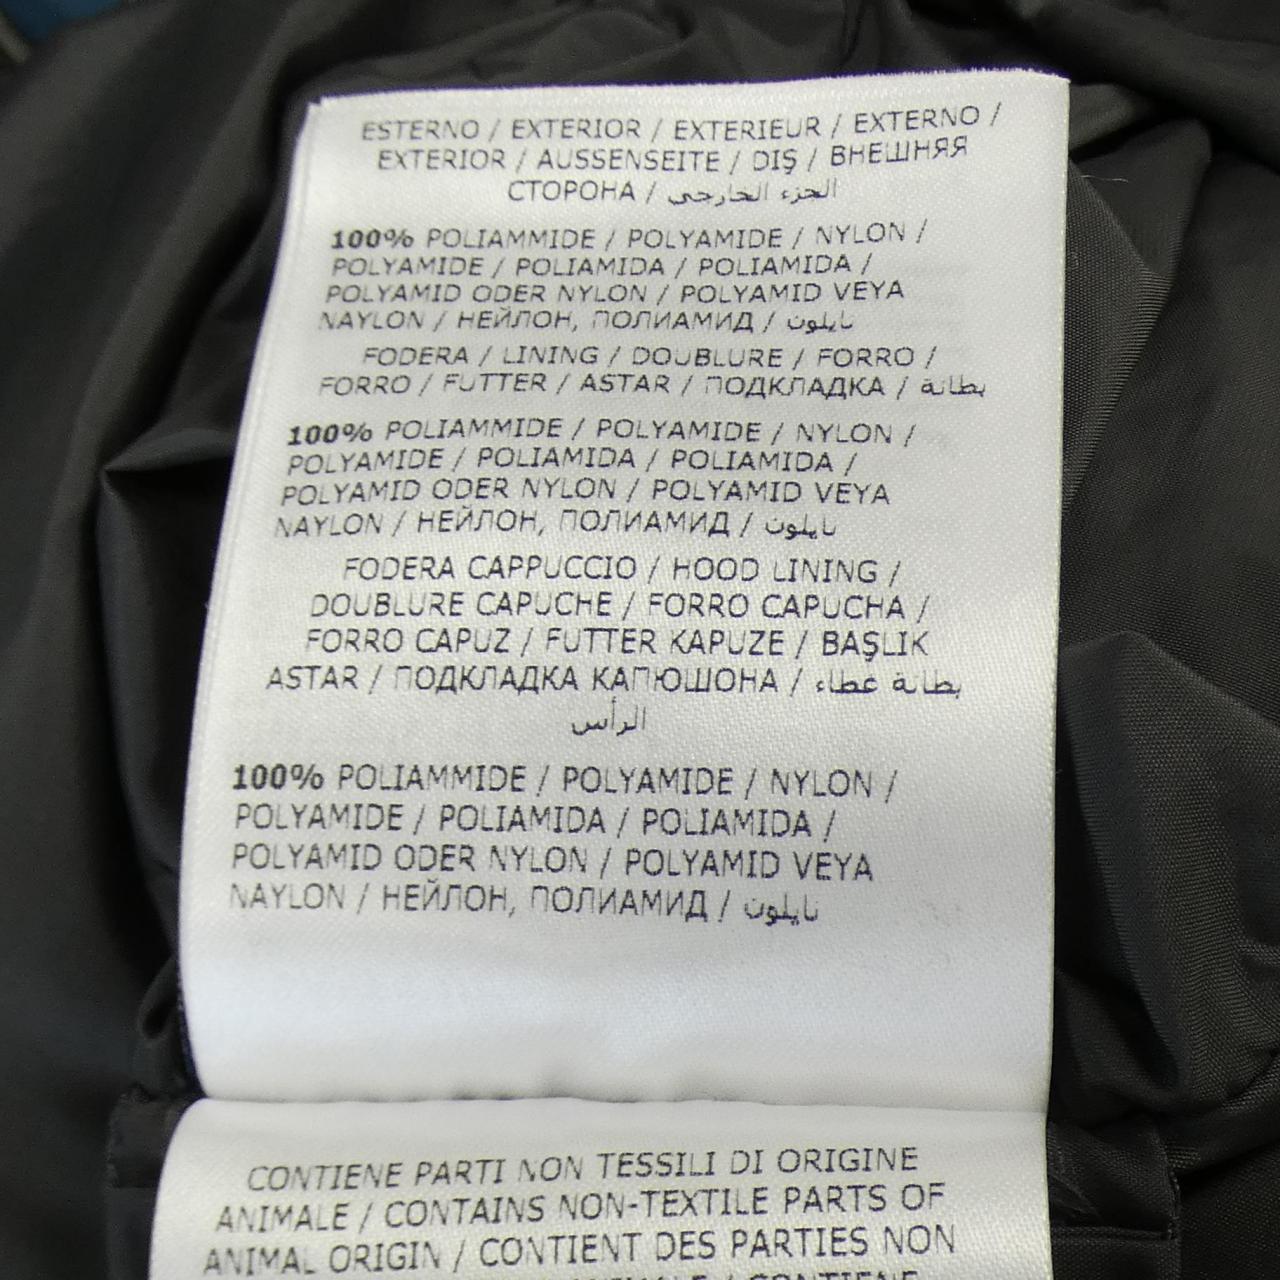 ESTERNO / EXTERIOR / EXTERIEUR / EXTERNO /
EXTERIOR / AUSSENSEITE / DIŞ / ВНЕШНЯЯ
СТОРОНА / الجزء الخارجي
100% POLIAMMIDE / POLYAMIDE / NYLON /
POLYAMIDE / POLIAMIDA / POLIAMIDA /
POLYAMID ODER NYLON / POLYAMID VEYA
NAYLON / НЕЙЛОН, ПОЛИАМИД / نايلون
FODERA / LINING / DOUBLURE / FORRO /
FORRO / FUTTER / ASTAR / ПОДКЛАДКА / بطانة
100% POLIAMMIDE / POLYAMIDE / NYLON /
POLYAMIDE / POLIAMIDA / POLIAMIDA /
POLYAMID ODER NYLON / POLYAMID VEYA
NAYLON / НЕЙЛОН, ПОЛИАМИД / نايلون
FODERA CAPPUCCIO / HOOD LINING /
DOUBLURE CAPUCHE / FORRO CAPUCHA /
FORRO CAPUZ / FUTTER KAPUZE / BAŞLIK
ASTAR / ПОДКЛАДКА КАПЮШОНА / بطانة غطاء
الرأس
100% POLIAMMIDE / POLYAMIDE / NYLON /
POLYAMIDE / POLIAMIDA / POLIAMIDA /
POLYAMID ODER NYLON / POLYAMID VEYA
NAYLON / НЕЙЛОН, ПОЛИАМИД / نايلون
CONTIENE PARTI NON TESSILI DI ORIGINE
ANIMALE / CONTAINS NON-TEXTILE PARTS OF
ANIMAL ORIGIN / CONTIENT DES PARTIES NON